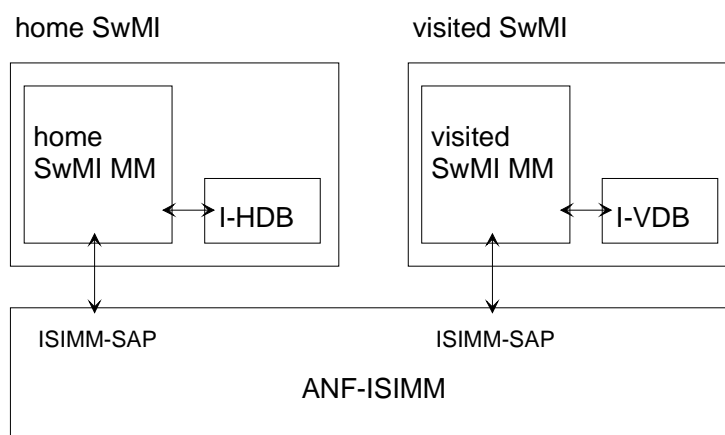 home SwMI
visited SwMI
home
SwMI MM
I-HDB
visited
SwMI MM
I-VDB
ISIMM-SAP
ISIMM-SAP
ANF-ISIMM